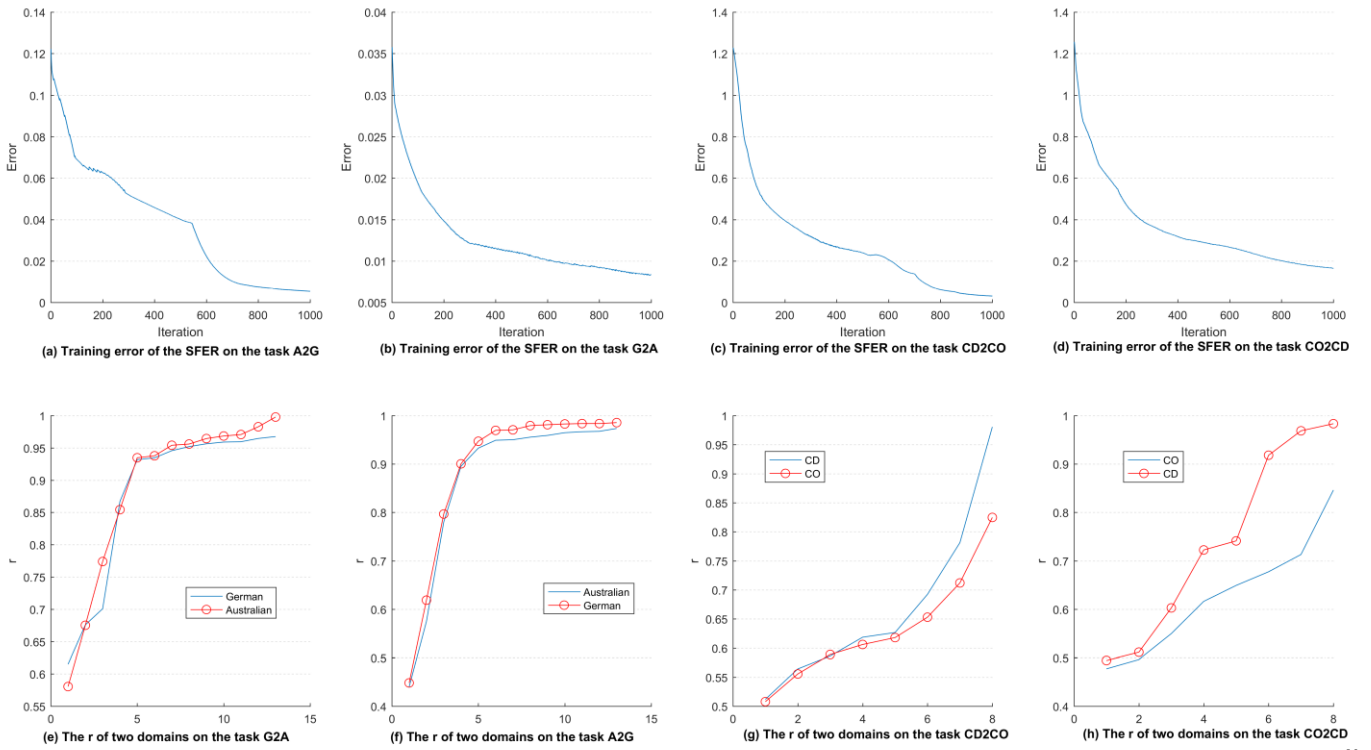 0.14
0.12
0.1
0.08
0.06
0.04
0.02
0
Error
0 200 400 600 800 1000
Iteration
(a) Training error of the SFER on the task A2G
0.04
0.035
0.03
0.025
0.02
0.015
0.01
0.005
Error
0 200 400 600 800 1000
Iteration
(b) Training error of the SFER on the task G2A
1.4
1.2
1
0.8
0.6
0.4
0.2
0
Error
0 200 400 600 800 1000
Iteration
(c) Training error of the SFER on the task CD2CO
1.4
1.2
1
0.8
0.6
0.4
0.2
0
Error
0 200 400 600 800 1000
Iteration
(d) Training error of the SFER on the task CO2CD
1
0.95
0.9
0.85
0.8
0.75
0.7
0.65
0.6
0.55
r
German
Australian
0 5 10 15
(e) The r of two domains on the task G2A
1
0.9
0.8
0.7
0.6
0.5
0.4
r
Australian
German
0 5 10 15
(f) The r of two domains on the task A2G
1
0.95
0.9
0.85
0.8
0.75
0.7
0.65
0.6
0.55
0.5
r
CD
CO
0 2 4 6 8
(g) The r of two domains on the task CD2CO
1
0.9
0.8
0.7
0.6
0.5
0.4
r
CO
CD
0 2 4 6 8
(h) The r of two domains on the task CO2CD